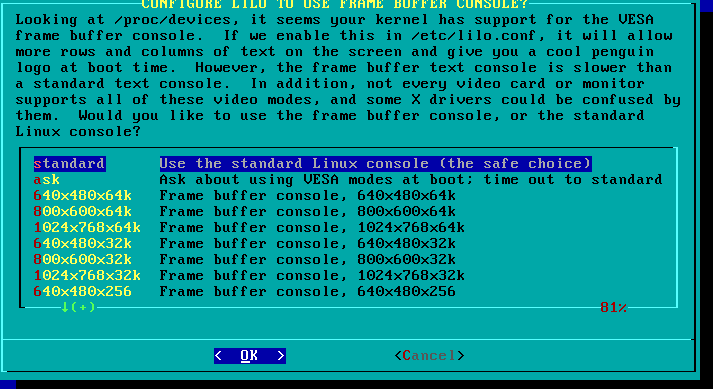 CONFIGURE LILO TO USE FRAME BUFFER CONSOLE?
Looking at /proc/devices, it seems your kernel has support for the VESA
frame buffer console.  If we enable this in /etc/lilo.conf, it will allow
more rows and columns of text on the screen and give you a cool penguin
logo at boot time.  However, the frame buffer text console is slower than
a standard text console.  In addition, not every video card or monitor
supports all of these video modes, and some X drivers could be confused by
them.  Would you like to use the frame buffer console, or the standard
Linux console?
standard Use the standard Linux console (the safe choice)
ask Ask about using VESA modes at boot; time out to standard
640x480x64k Frame buffer console, 640x480x64k
800x600x64k Frame buffer console, 800x600x64k
1024x768x64k Frame buffer console, 1024x768x64k
640x480x32k Frame buffer console, 640x480x32k
800x600x32k Frame buffer console, 800x600x32k
1024x768x32k Frame buffer console, 1024x768x32k
640x480x256 Frame buffer console, 640x480x256
↓(+) 81%
< OK > <Cancel>